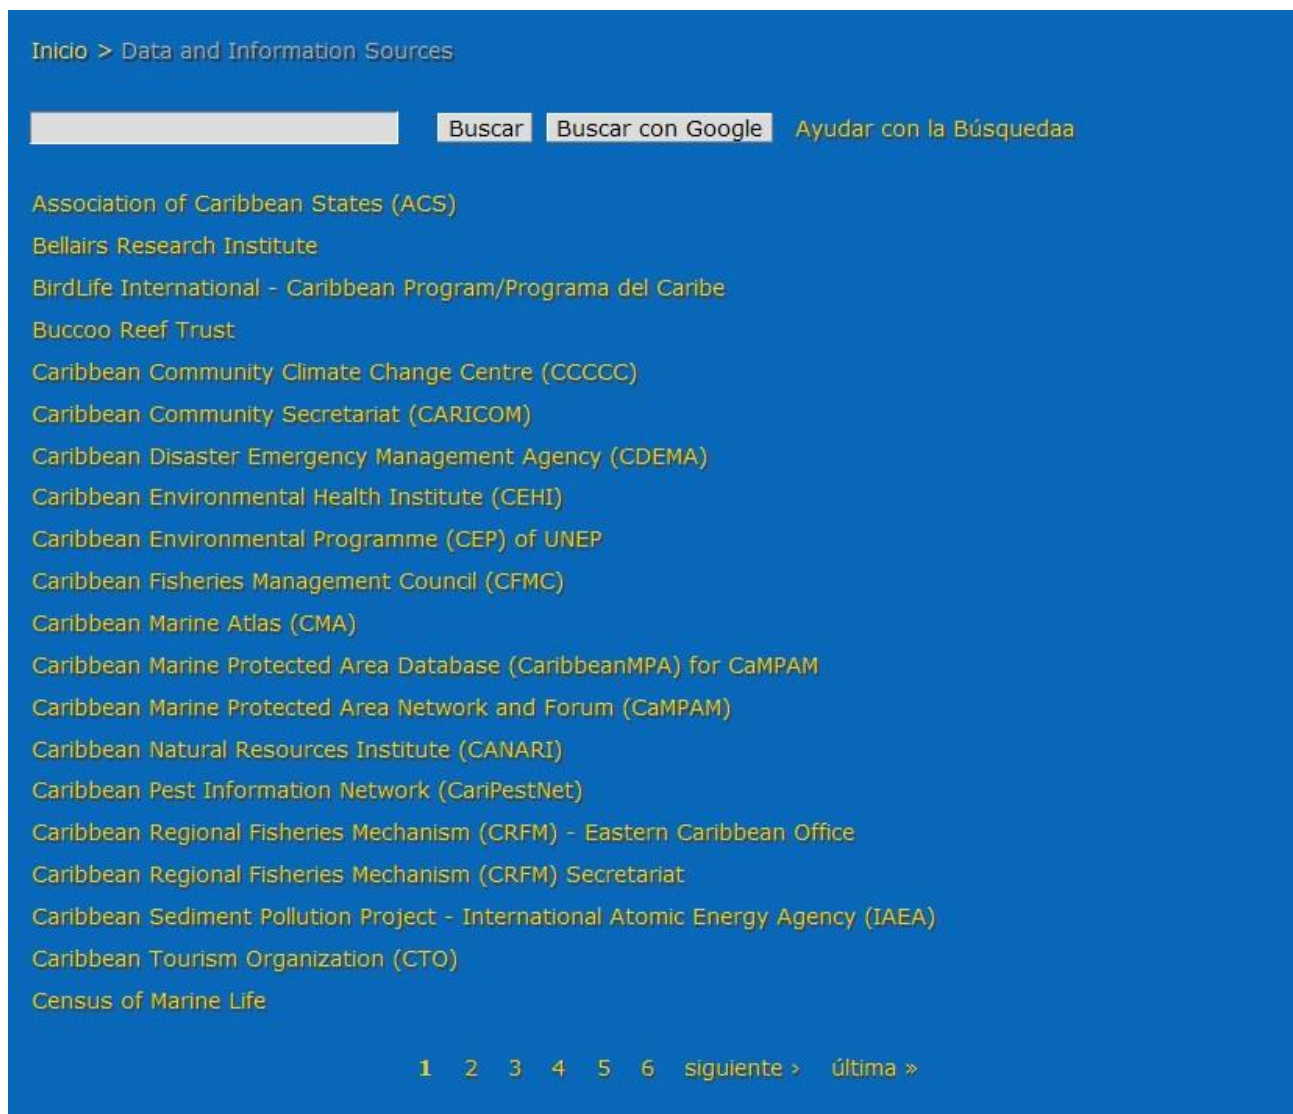 Inicio > Data and Information Sources
Buscar Buscar con Google Ayudar con la Búsquedaa
Association of Caribbean States (ACS)
Bellairs Research Institute
BirdLife International - Caribbean Program/Programa del Caribe
Buccoo Reef Trust
Caribbean Community Climate Change Centre (CCCCC)
Caribbean Community Secretariat (CARICOM)
Caribbean Disaster Emergency Management Agency (CDEMA)
Caribbean Environmental Health Institute (CEHI)
Caribbean Environmental Programme (CEP) of UNEP
Caribbean Fisheries Management Council (CFMC)
Caribbean Marine Atlas (CMA)
Caribbean Marine Protected Area Database (CaribbeanMPA) for CaMPAM
Caribbean Marine Protected Area Network and Forum (CaMPAM)
Caribbean Natural Resources Institute (CANARI)
Caribbean Pest Information Network (CariPestNet)
Caribbean Regional Fisheries Mechanism (CRFM) - Eastern Caribbean Office
Caribbean Regional Fisheries Mechanism (CRFM) Secretariat
Caribbean Sediment Pollution Project - International Atomic Energy Agency (IAEA)
Caribbean Tourism Organization (CTO)
Census of Marine Life
1 2 3 4 5 6 siguiente › última »